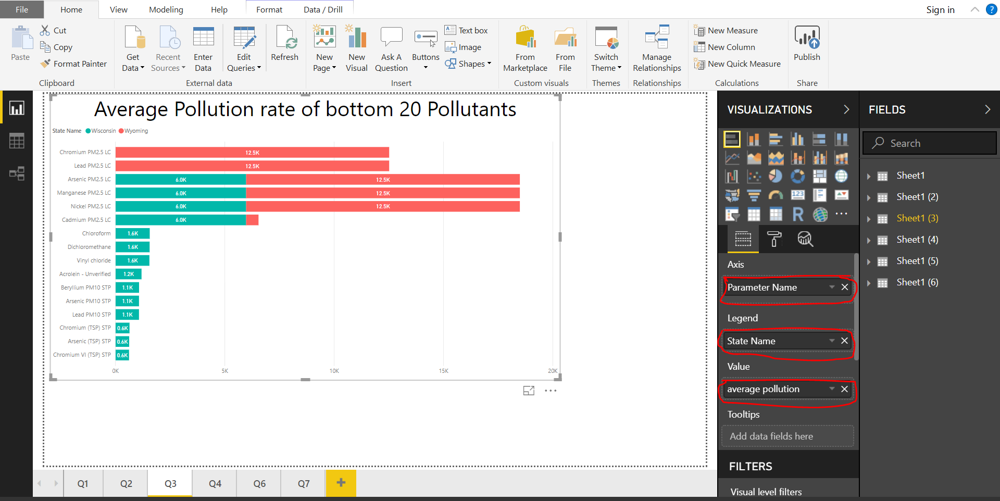 File Home View Modeling Help Format Data / Drill Sign in ?
Paste
Cut
Copy
Format Painter
Clipboard
Get Data
Recent Sources
Enter Data
Edit Queries
Refresh
External data
New Page
New Visual
Ask A Question
Buttons
Text box
Image
Shapes
Insert
From Marketplace
From File
Custom visuals
Switch Theme
Themes
Manage Relationships
Relationships
New Measure
New Column
New Quick Measure
Calculations
Publish
Share
Average Pollution rate of bottom 20 Pollutants
State Name Wisconsin Wyoming
Chromium PM2.5 LC 12.5K
Lead PM2.5 LC 12.5K
Arsenic PM2.5 LC 6.0K 12.5K
Manganese PM2.5 LC 6.0K 12.5K
Nickel PM2.5 LC 6.0K 12.5K
Cadmium PM2.5 LC 6.0K
Chloroform 1.6K
Dichloromethane 1.6K
Vinyl chloride 1.6K
Acrolein - Unverified 1.2K
Beryllium PM10 STP 1.1K
Arsenic PM10 STP 1.1K
Lead PM10 STP 1.1K
Chromium (TSP) STP 0.6K
Arsenic (TSP) STP 0.6K
Chromium VI (TSP) STP 0.6K
0K 5K 10K 15K 20K
Q1 Q2 Q3 Q4 Q6 Q7 +
VISUALIZATIONS
123
R
Axis
Parameter Name
Legend
State Name
Value
average pollution
Tooltips
Add data fields here
FILTERS
Visual level filters
FIELDS
Search
Sheet1
Sheet1 (2)
Sheet1 (3)
Sheet1 (4)
Sheet1 (5)
Sheet1 (6)